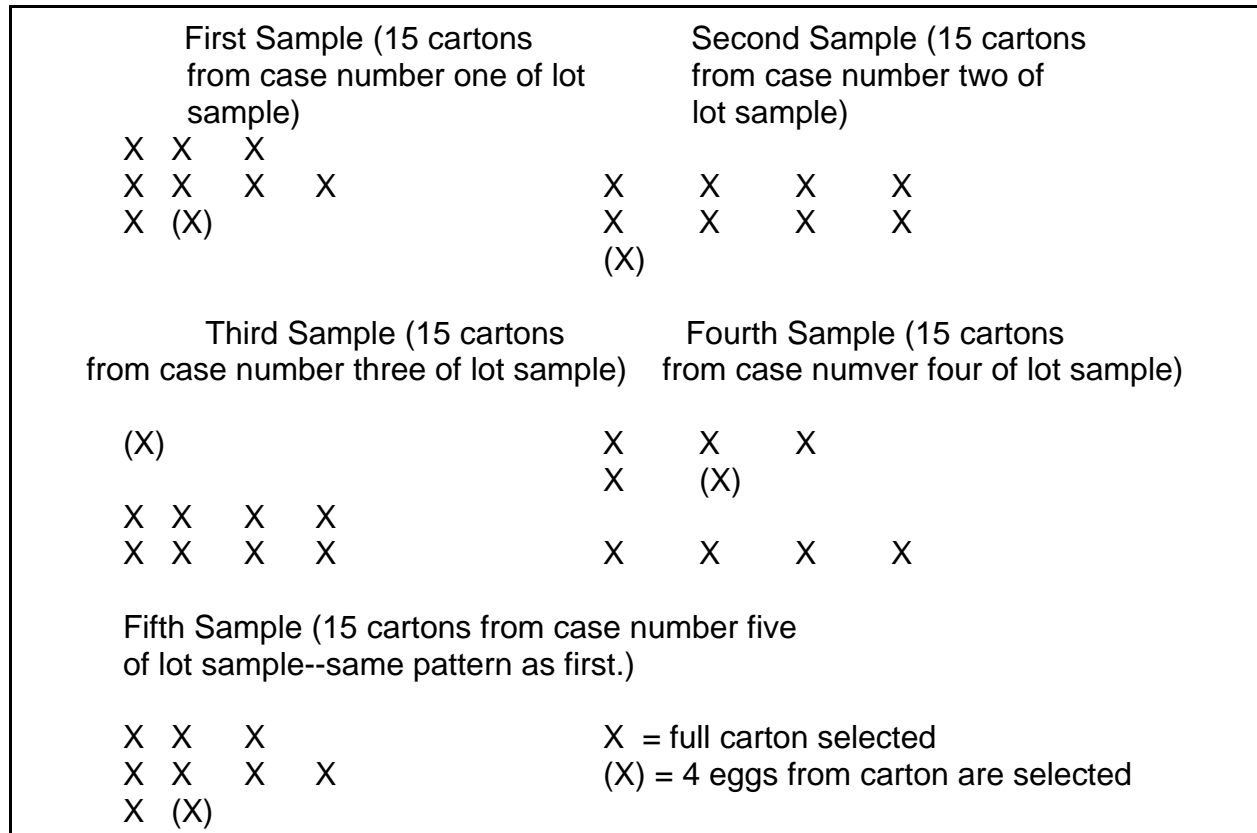 First Sample (15 cartons
from case number one of lot
sample)
X X X
X X X X
X (X)
Second Sample (15 cartons
from case number two of
lot sample)
X X X X
X X X X
(X)
Third Sample (15 cartons
from case number three of lot sample)
(X)
X X X X
X X X X
Fourth Sample (15 cartons
from case numver four of lot sample)
X X X
X (X)
X X X X
Fifth Sample (15 cartons from case number five
of lot sample--same pattern as first.)
X X X
X X X X
X (X)
X = full carton selected
(X) = 4 eggs from carton are selected